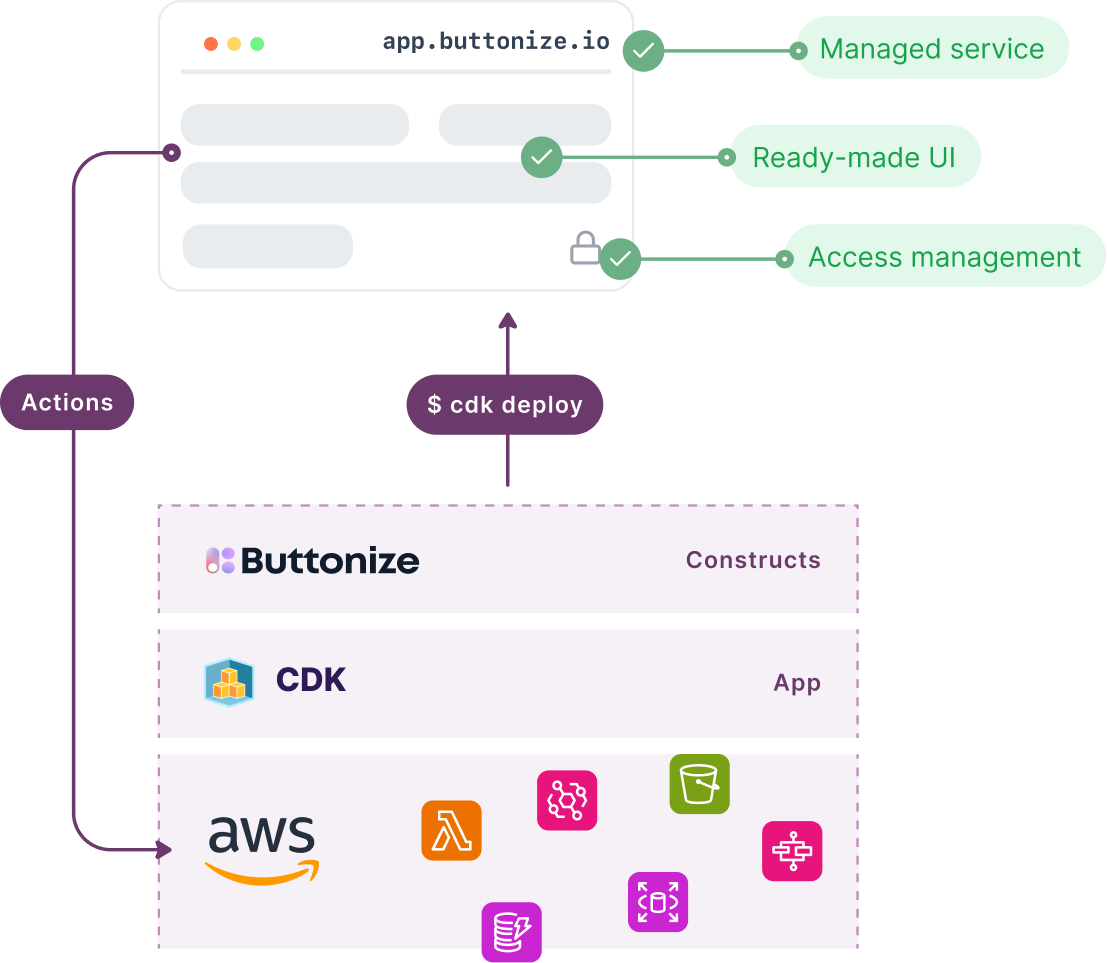 app.buttonize.io
Managed service
Ready-made UI
Access management
Actions
$ cdk deploy
Buttonize
Constructs
CDK
App
aws